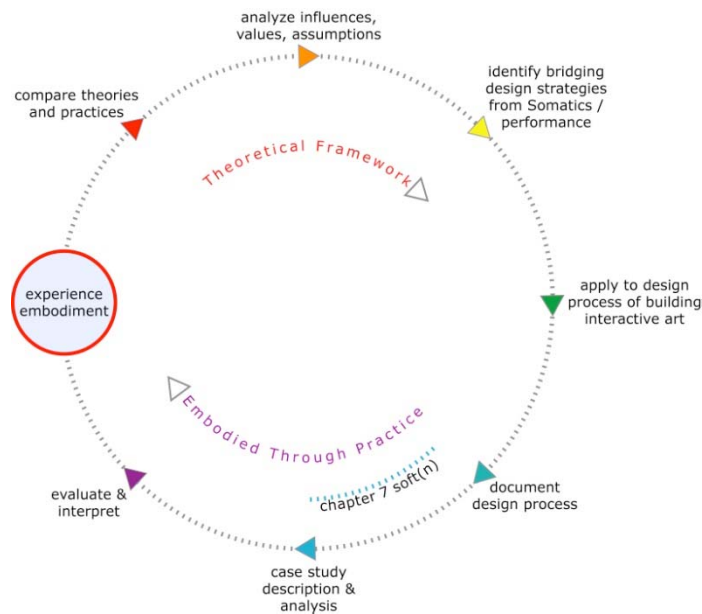 analyze influences,
values, assumptions
identify bridging
design strategies
from Somatics /
performance
compare theories
and practices
Theoretical Framework
experience
embodiment
apply to design
process of building
interactive art
Embodied Through Practice
chapter 7 soft(n)
document
design process
evaluate &
interpret
case study
description &
analysis